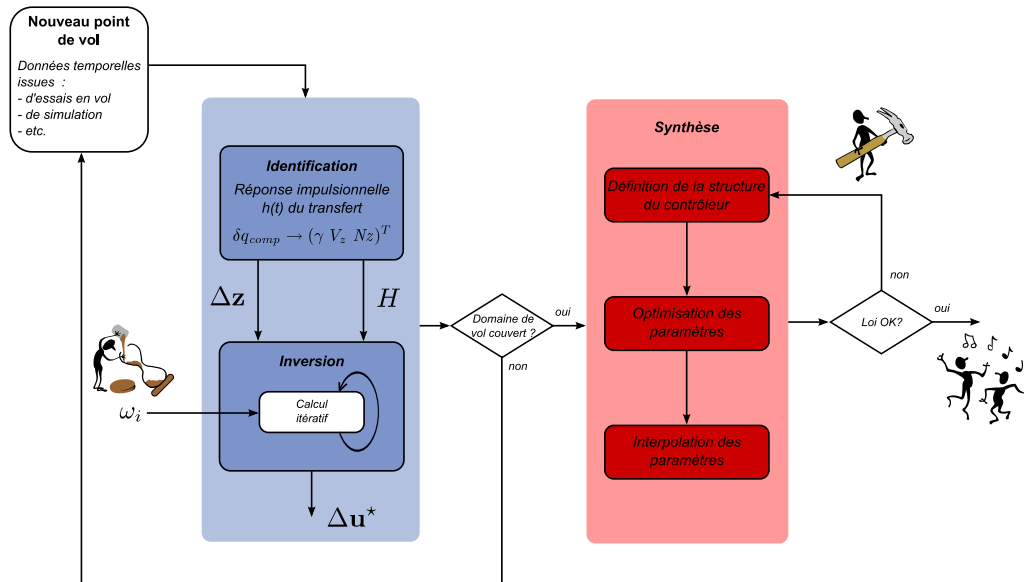 Nouveau point
de vol
Données temporelles
issues :
- d'essais en vol
- de simulation
- etc.
Identification
Réponse impulsionnelle
h(t) du transfert
δq_comp → (γ V_z Nz)^T
Δz
H
Inversion
Calcul
itératif
ω_i
Δu^⋆
Domaine de
vol couvert ?
oui
non
Synthèse
Définition de la structure
du contrôleur
Optimisation des
paramètres
Interpolation des
paramètres
non
Loi OK?
oui